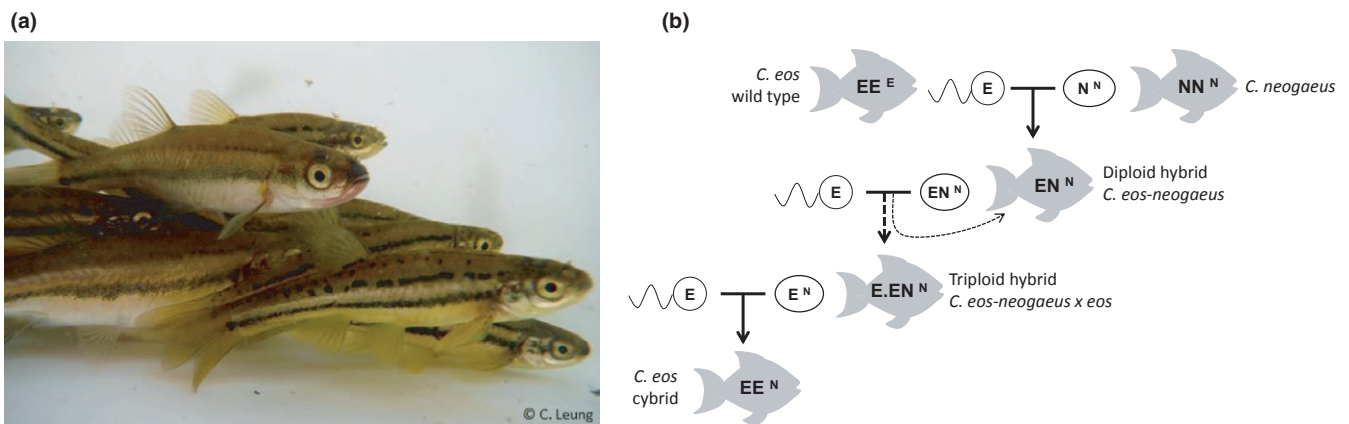 (a)
© C. Leung
(b)
C. eos
wild type
EE E
E
N N
NN N
C. neogaeus
E
EN N
EN N
Diploid hybrid
C. eos-neogaeus
E
E N
E.EN N
Triploid hybrid
C. eos-neogaeus x eos
C. eos
cybrid
EE N